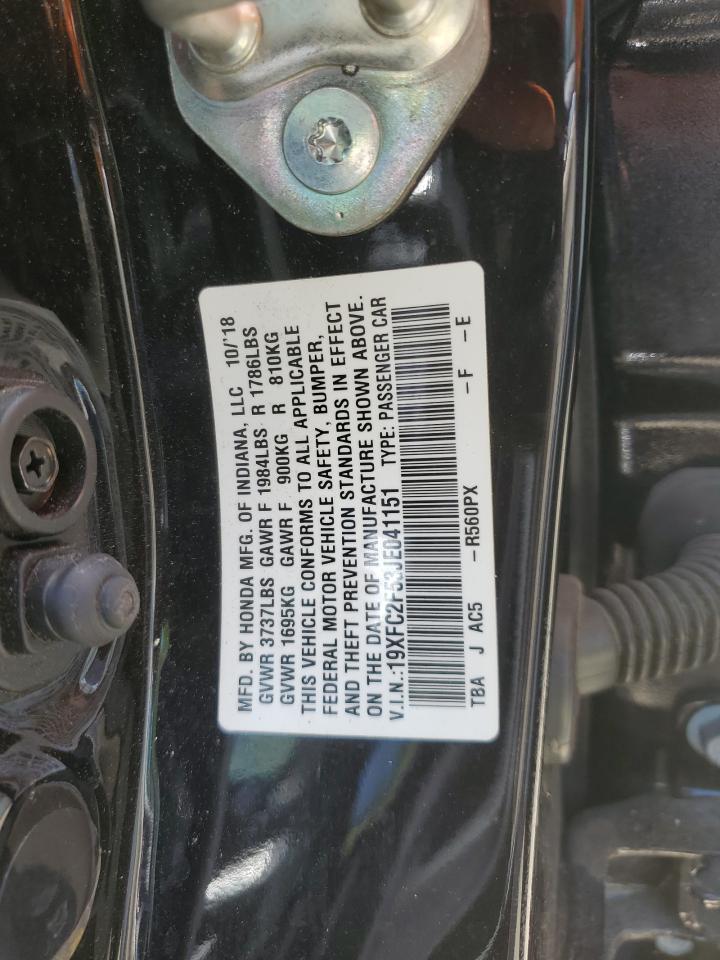 MFD. BY HONDA MFG. OF INDIANA, LLC 10/'18
GVWR 3737LBS GAWR F 1984LBS R 1786LBS
GVWR 1695KG GAWR F 900KG R 810KG
THIS VEHICLE CONFORMS TO ALL APPLICABLE
FEDERAL MOTOR VEHICLE SAFETY, BUMPER,
AND THEFT PREVENTION STANDARDS IN EFFECT
ON THE DATE OF MANUFACTURE SHOWN ABOVE.
V.I.N.:19XFC2F53JE041151 TYPE: PASSENGER CAR
TBA J AC5 -R560PX -F -E